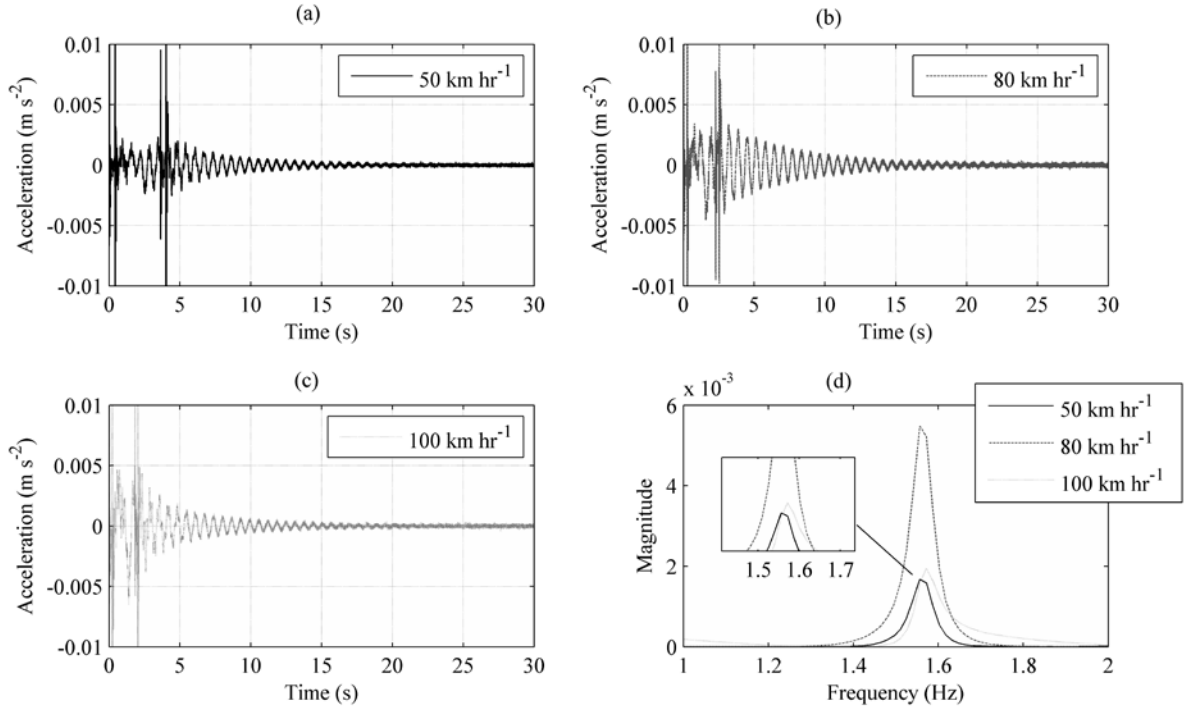 (a)
0.01
0.005
0
-0.005
-0.01
Acceleration (m s⁻²)
50 km hr⁻¹
0 5 10 15 20 25 30
Time (s)
(b)
0.01
0.005
0
-0.005
-0.01
Acceleration (m s⁻²)
80 km hr⁻¹
0 5 10 15 20 25 30
Time (s)
(c)
0.01
0.005
0
-0.005
-0.01
Acceleration (m s⁻²)
100 km hr⁻¹
0 5 10 15 20 25 30
Time (s)
(d)
x 10⁻³
6
4
2
0
Magnitude
50 km hr⁻¹
80 km hr⁻¹
100 km hr⁻¹
1.5 1.6 1.7
1 1.2 1.4 1.6 1.8 2
Frequency (Hz)